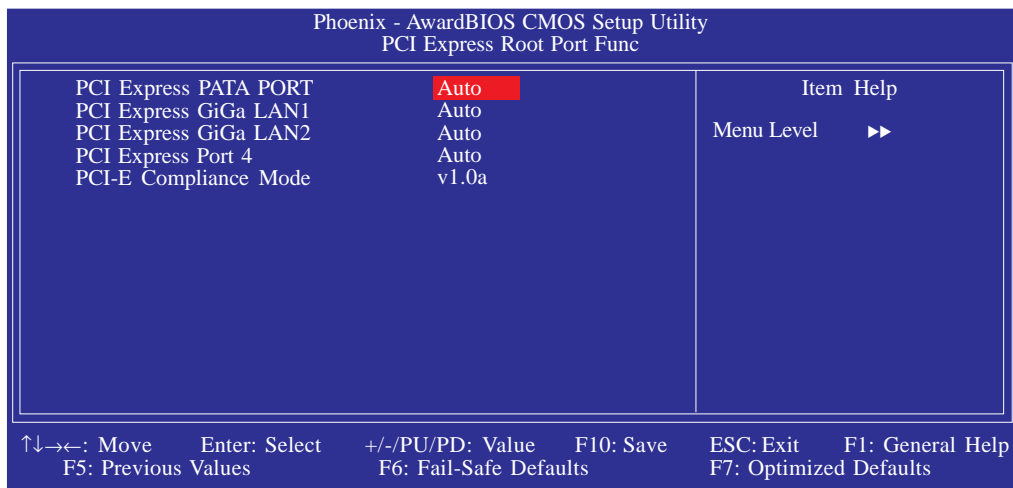 Phoenix - AwardBIOS CMOS Setup Utility
PCI Express Root Port Func
PCI Express PATA PORT Auto
PCI Express GiGa LAN1 Auto
PCI Express GiGa LAN2 Auto
PCI Express Port 4 Auto
PCI-E Compliance Mode v1.0a
Item Help
Menu Level ▶▶
↑↓→←: Move Enter: Select +/-/PU/PD: Value F10: Save ESC: Exit F1: General Help
F5: Previous Values F6: Fail-Safe Defaults F7: Optimized Defaults